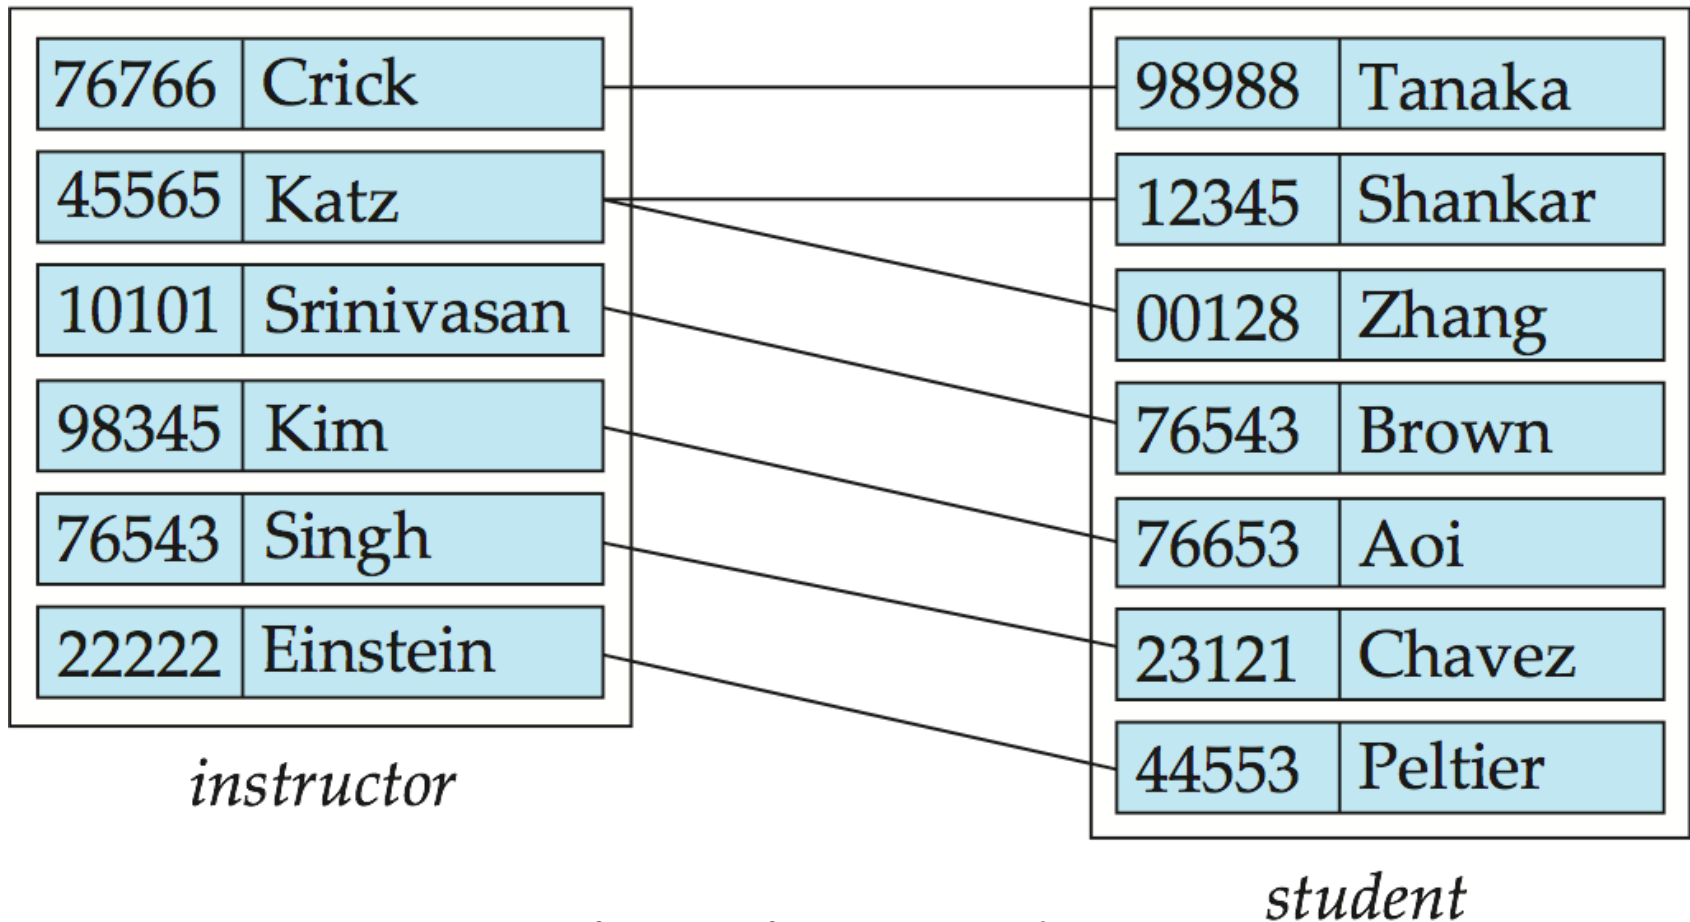 76766 Crick
45565 Katz
10101 Srinivasan
98345 Kim
76543 Singh
22222 Einstein
instructor
98988 Tanaka
12345 Shankar
00128 Zhang
76543 Brown
76653 Aoi
23121 Chavez
44553 Peltier
student